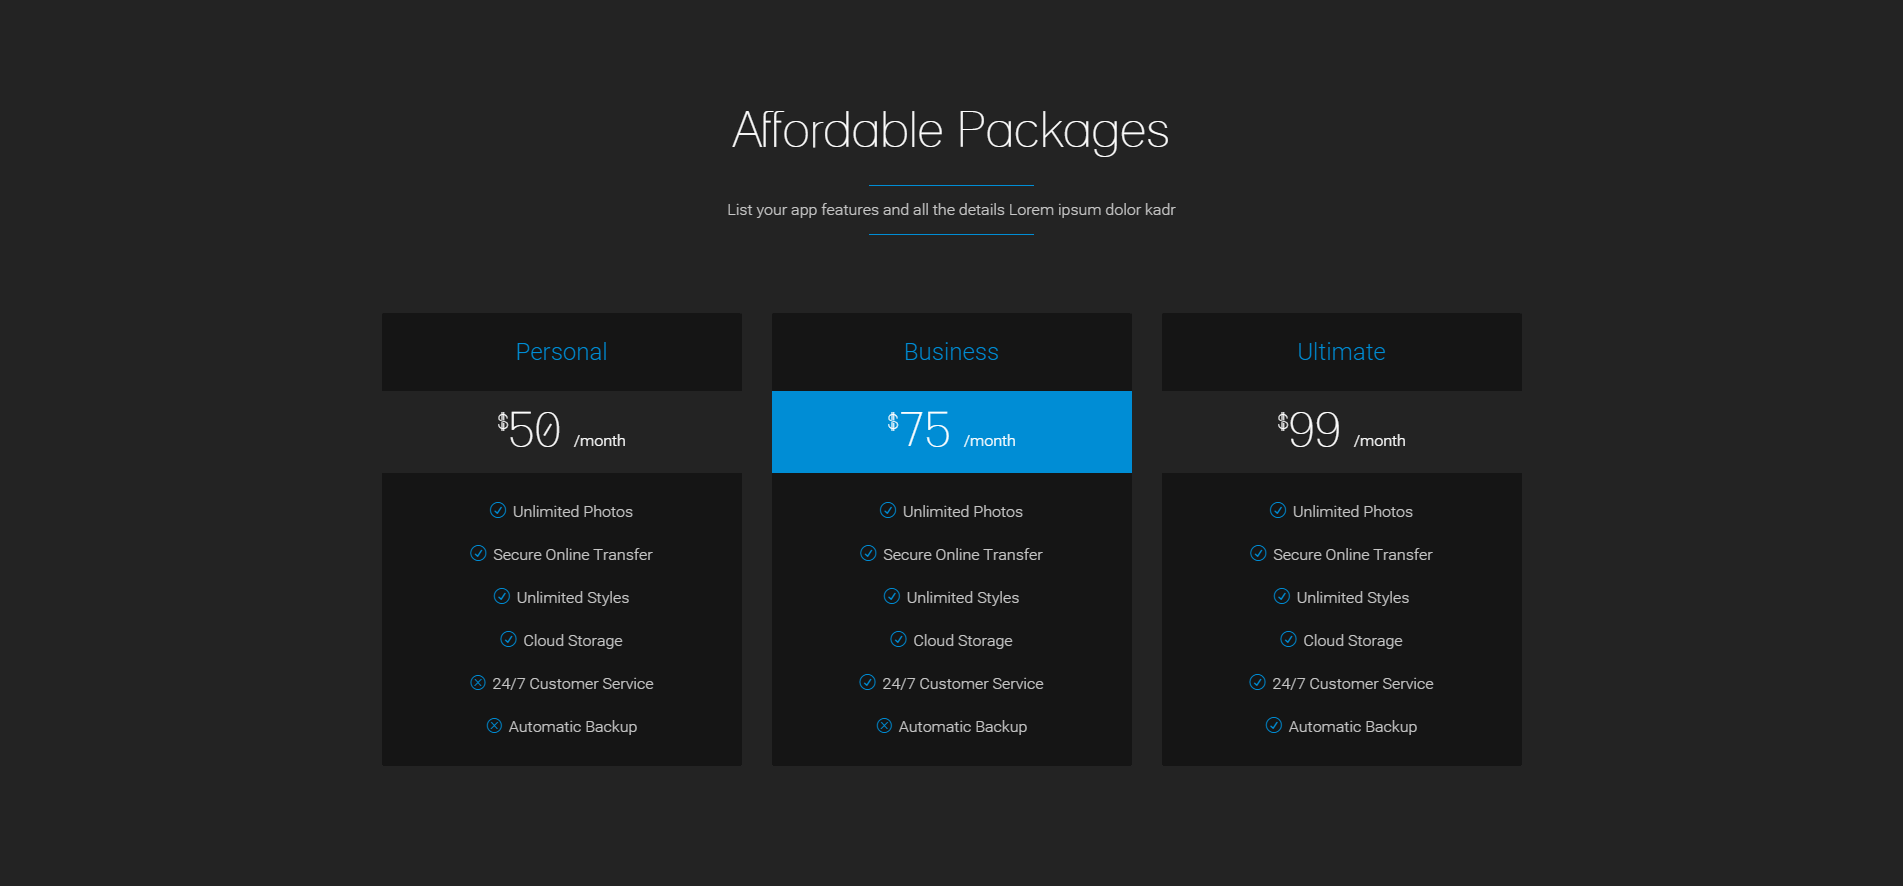 Affordable Packages
List your app features and all the details Lorem ipsum dolor kadr
Personal
$50 /month
Unlimited Photos
Secure Online Transfer
Unlimited Styles
Cloud Storage
24/7 Customer Service
Automatic Backup
Business
$75 /month
Unlimited Photos
Secure Online Transfer
Unlimited Styles
Cloud Storage
24/7 Customer Service
Automatic Backup
Ultimate
$99 /month
Unlimited Photos
Secure Online Transfer
Unlimited Styles
Cloud Storage
24/7 Customer Service
Automatic Backup